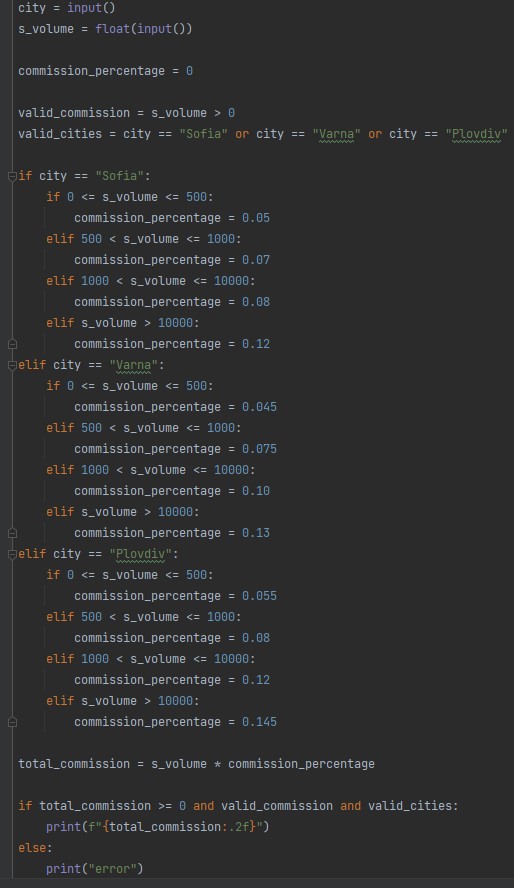 city = input()
s_volume = float(input())
commission_percentage = 0
valid_commission = s_volume > 0
valid_cities = city == "Sofia" or city == "Varna" or city == "Plovdiv"
if city == "Sofia":
    if 0 <= s_volume <= 500:
        commission_percentage = 0.05
    elif 500 < s_volume <= 1000:
        commission_percentage = 0.07
    elif 1000 < s_volume <= 10000:
        commission_percentage = 0.08
    elif s_volume > 10000:
        commission_percentage = 0.12
elif city == "Varna":
    if 0 <= s_volume <= 500:
        commission_percentage = 0.045
    elif 500 < s_volume <= 1000:
        commission_percentage = 0.075
    elif 1000 < s_volume <= 10000:
        commission_percentage = 0.10
    elif s_volume > 10000:
        commission_percentage = 0.13
elif city == "Plovdiv":
    if 0 <= s_volume <= 500:
        commission_percentage = 0.055
    elif 500 < s_volume <= 1000:
        commission_percentage = 0.08
    elif 1000 < s_volume <= 10000:
        commission_percentage = 0.12
    elif s_volume > 10000:
        commission_percentage = 0.145
total_commission = s_volume * commission_percentage
if total_commission >= 0 and valid_commission and valid_cities:
    print(f"{total_commission:.2f}")
else:
    print("error")